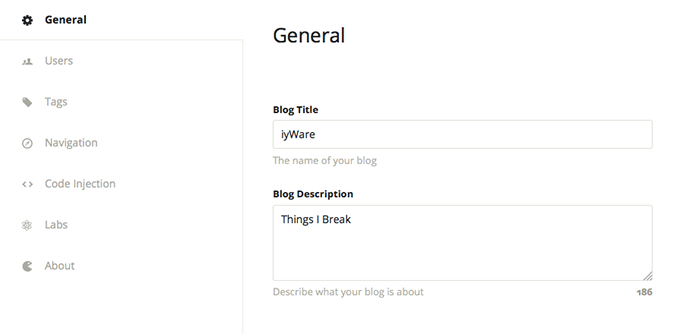 General
Users
Tags
Navigation
Code Injection
Labs
About
General
Blog Title
iyWare
The name of your blog
Blog Description
Things I Break
Describe what your blog is about 186